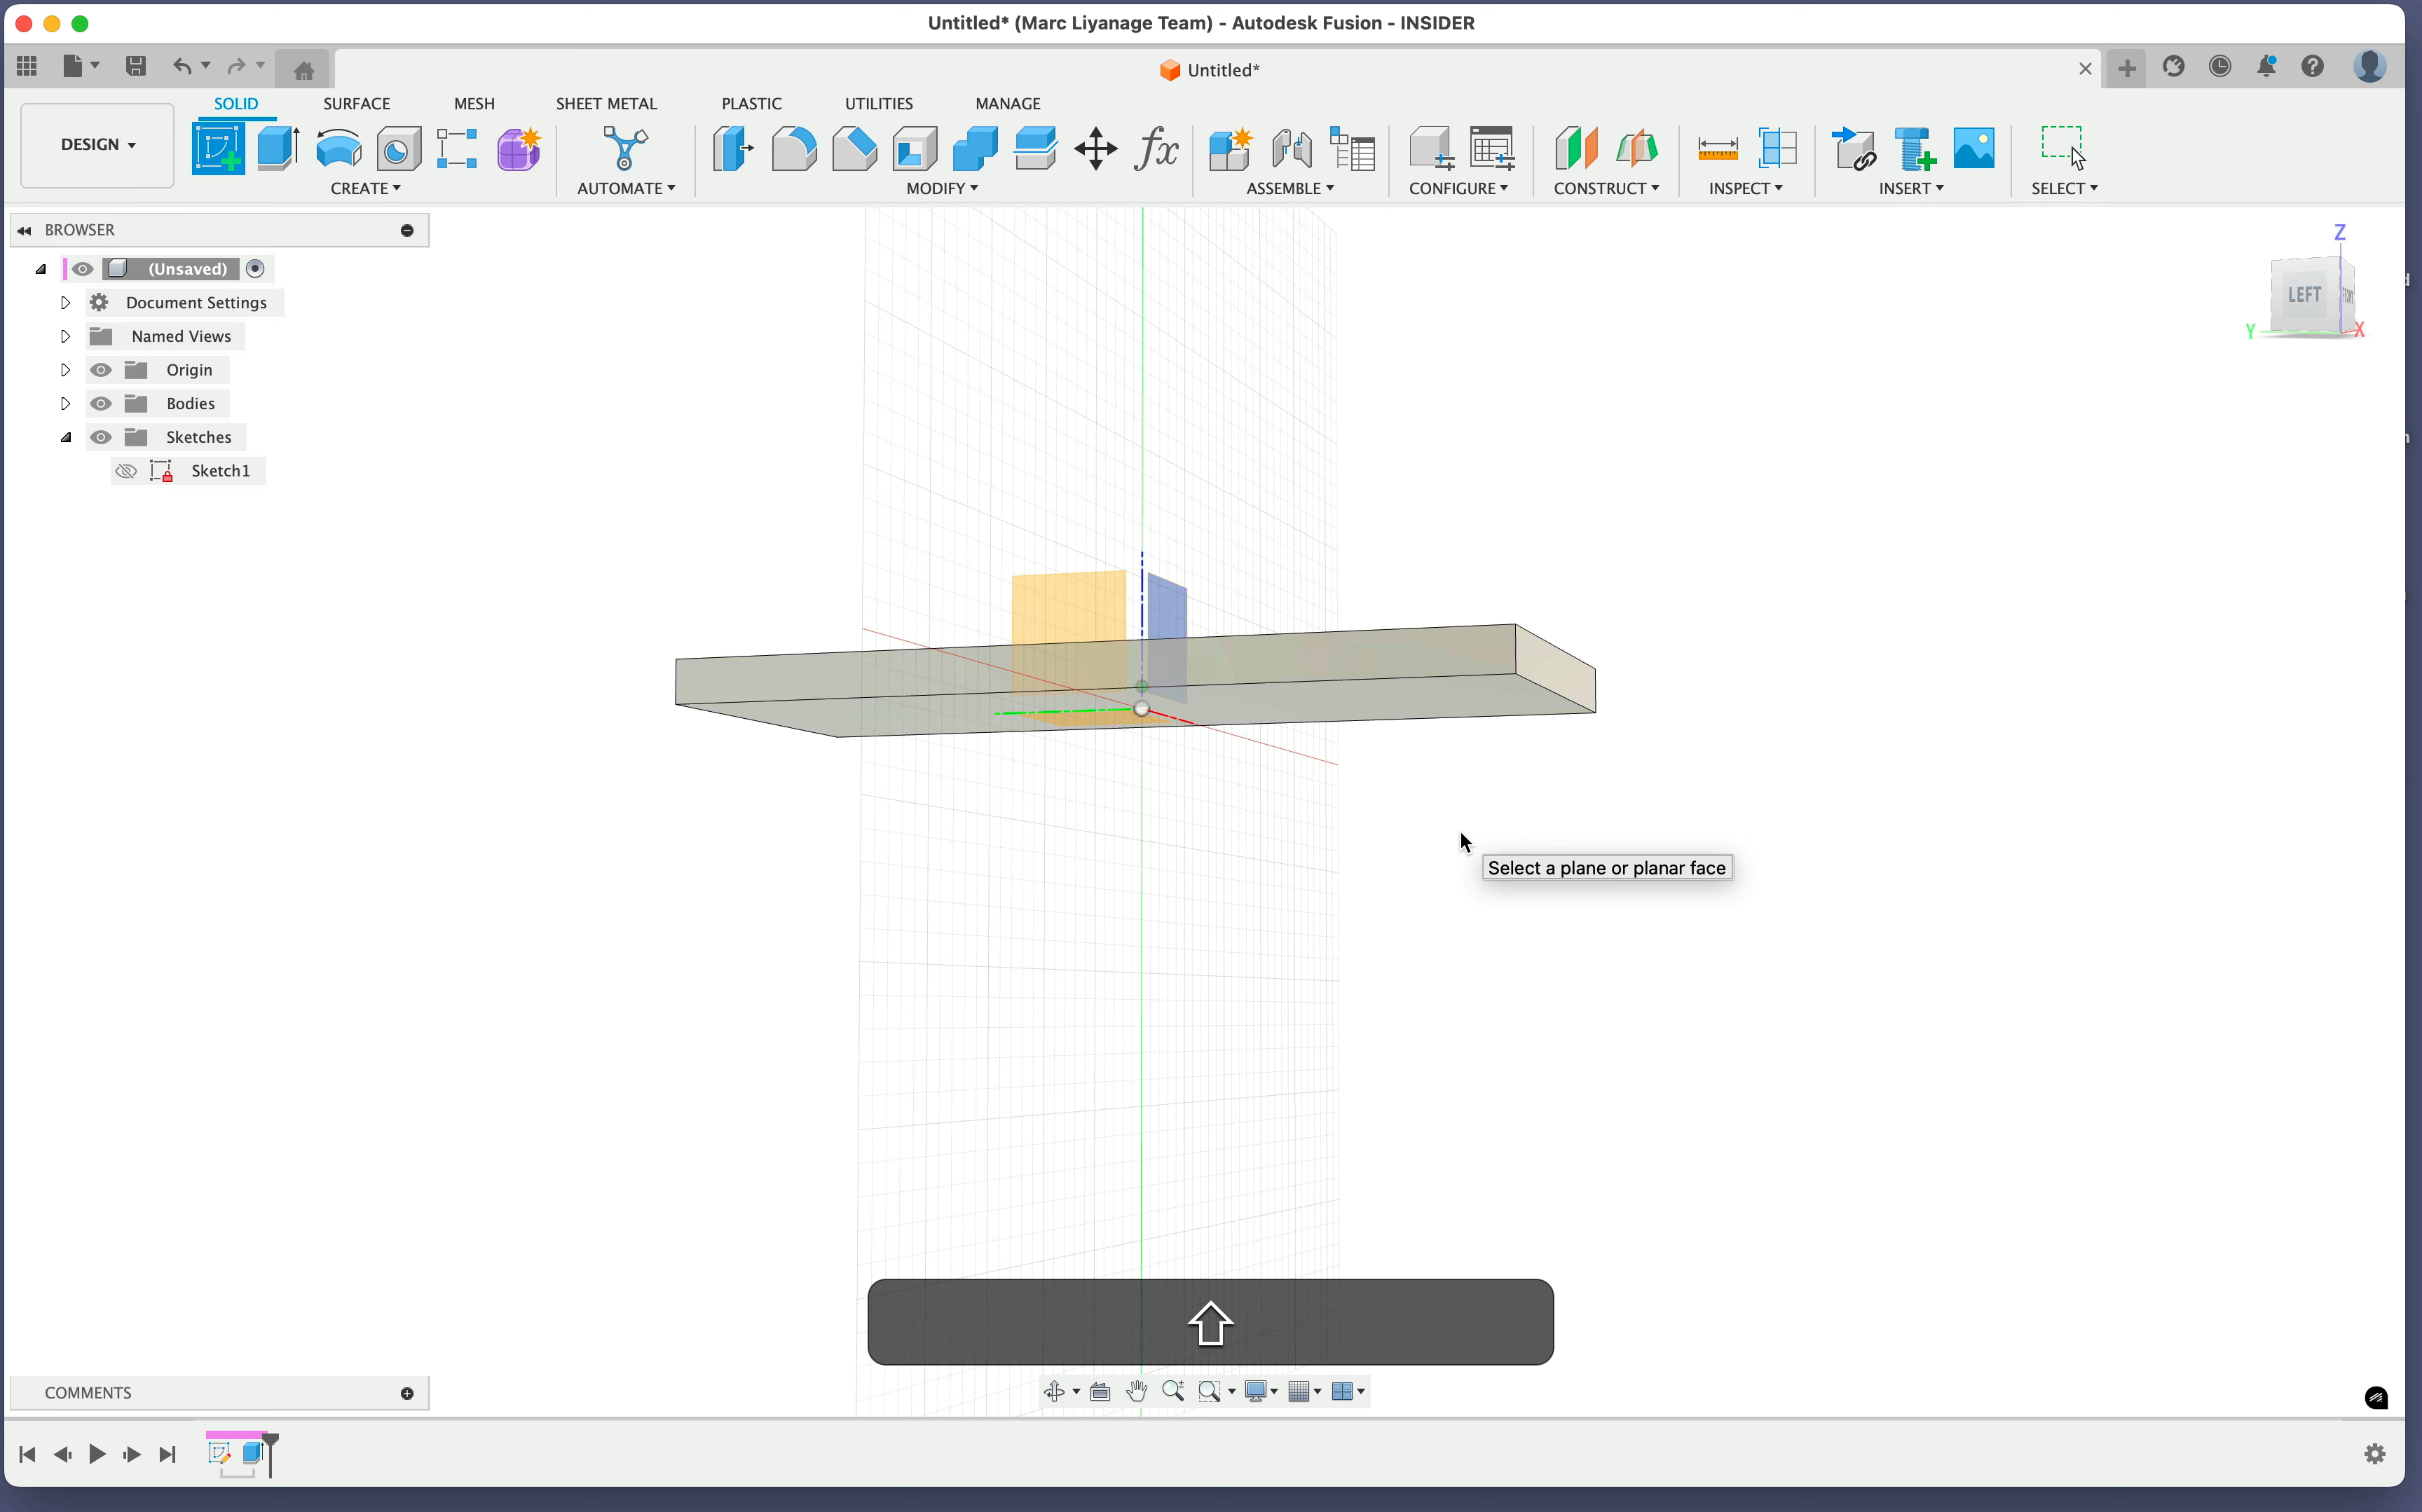 Untitled* (Marc Liyanage Team) - Autodesk Fusion - INSIDER
Untitled*
SOLID SURFACE MESH SHEET METAL PLASTIC UTILITIES MANAGE
DESIGN
CREATE AUTOMATE MODIFY ASSEMBLE CONFIGURE CONSTRUCT INSPECT INSERT SELECT
BROWSER
(Unsaved)
Document Settings
Named Views
Origin
Bodies
Sketches
Sketch1
Z
LEFT
FRONT
Y
X
Select a plane or planar face
COMMENTS